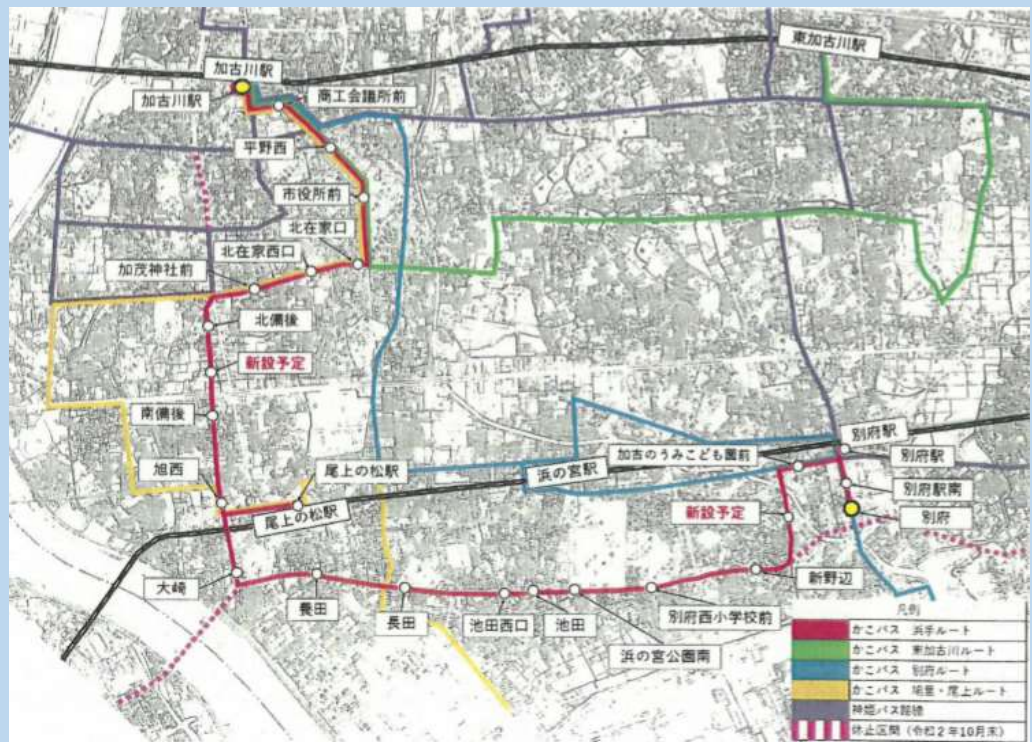 東加古川駅
加古川駅
加古川駅
商工会議所前
平野西
市役所前
北在家口
北在家西口
加茂神社前
北備後
新設予定
南備後
旭西
尾上の松駅
尾上の松駅
浜の宮駅
加古のうみこども園前
別府駅
別府駅
別府駅南
別府
新設予定
新野辺
大崎
養田
長田
池田西口
池田
浜の宮公園南
別府西小学校前
凡例
かこバス 浜手ルート
かこバス 東加古川ルート
かこバス 別府ルート
かこバス 鳩里・尾上ルート
神姫バス路線
休止区間(令和2年10月末)